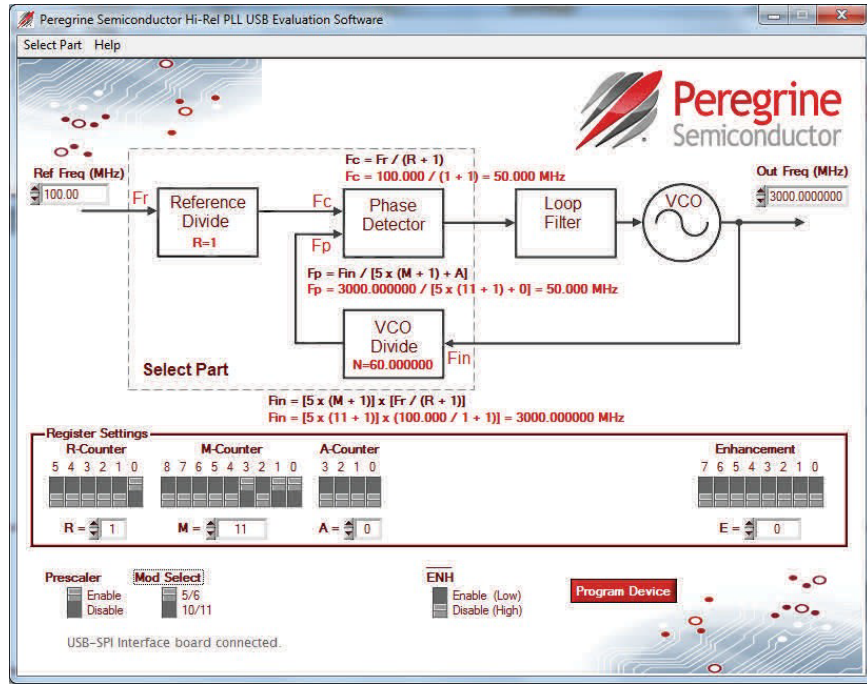 Peregrine Semiconductor Hi-Rel PLL USB Evaluation Software
Select Part Help
Peregrine
Semiconductor
Ref Freq (MHz)
100.00
Fc = Fr / (R + 1)
Fc = 100.000 / (1 + 1) = 50.000 MHz
Out Freq (MHz)
3000.0000000
Fr
Reference
Divide
R=1
Fc
Fp
Phase
Detector
Loop
Filter
VCO
Fp = Fin / [5 x (M + 1) + A]
Fp = 3000.000000 / [5 x (11 + 1) + 0] = 50.000 MHz
VCO
Divide
N=60.000000
Fin
Select Part
Fin = [5 x (M + 1)] x [Fr / (R + 1)]
Fin = [5 x (11 + 1)] x (100.000 / 1 + 1)] = 3000.000000 MHz
Register Settings
R-Counter M-Counter A-Counter Enhancement
5 4 3 2 1 0 8 7 6 5 4 3 2 1 0 3 2 1 0 7 6 5 4 3 2 1 0
R = 1 M = 11 A = 0 E = 0
Prescaler
Enable
Disable
Mod Select
5/6
10/11
ENH
Enable (Low)
Disable (High)
Program Device
USB-SPI Interface board connected.